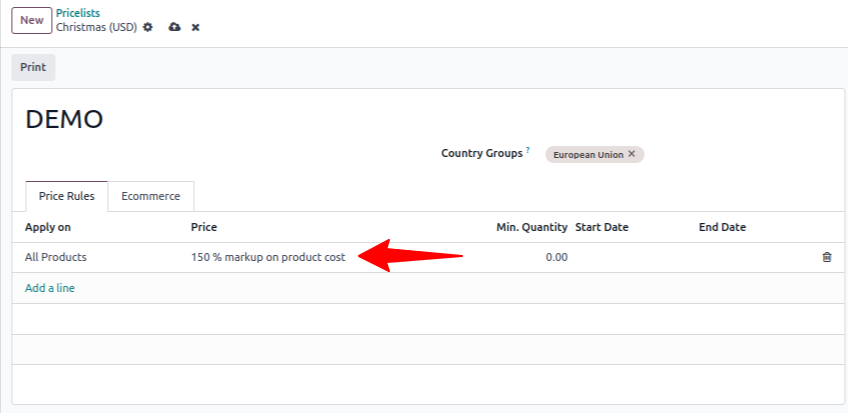 New Pricelists
Christmas (USD)
Print
DEMO
Country Groups ? European Union ×
Price Rules Ecommerce
Apply on Price Min. Quantity Start Date End Date
All Products 150 % markup on product cost 0.00
Add a line